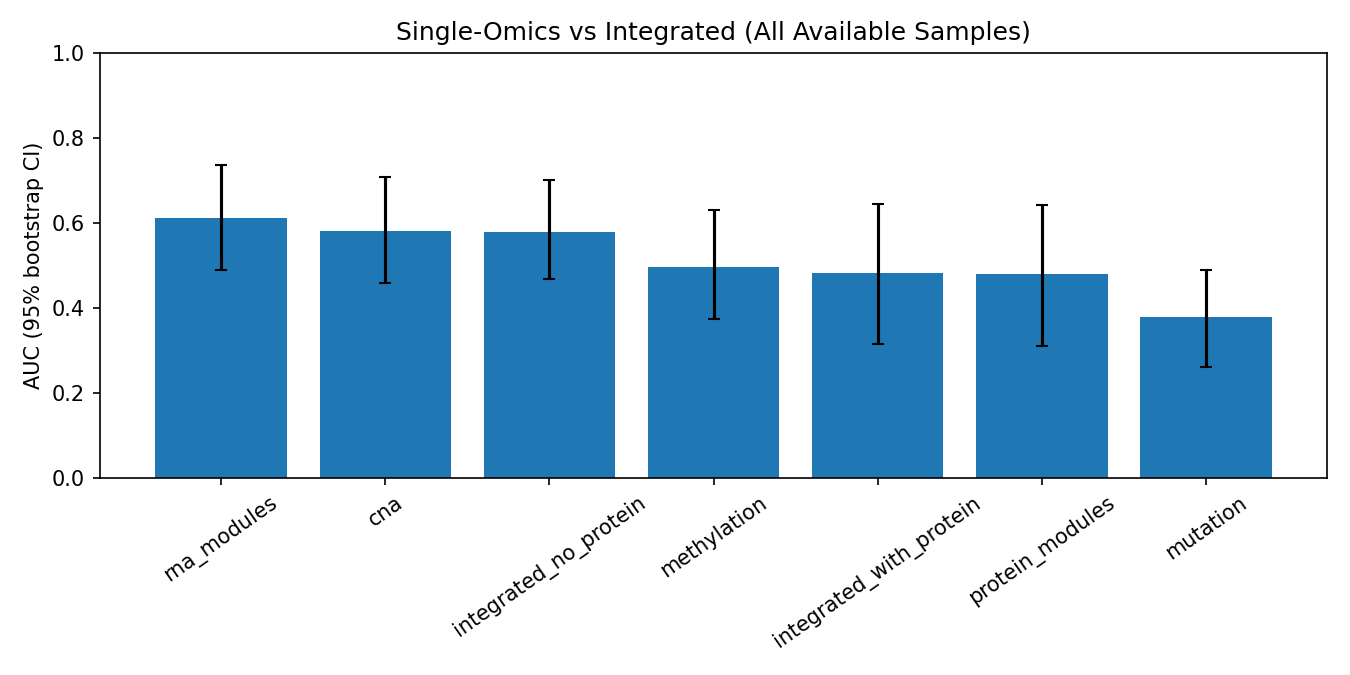 Single-Omics vs Integrated (All Available Samples)
AUC (95% bootstrap CI)
1.0
0.8
0.6
0.4
0.2
0.0
rna_modules
cna
integrated_no_protein
methylation
integrated_with_protein
protein_modules
mutation